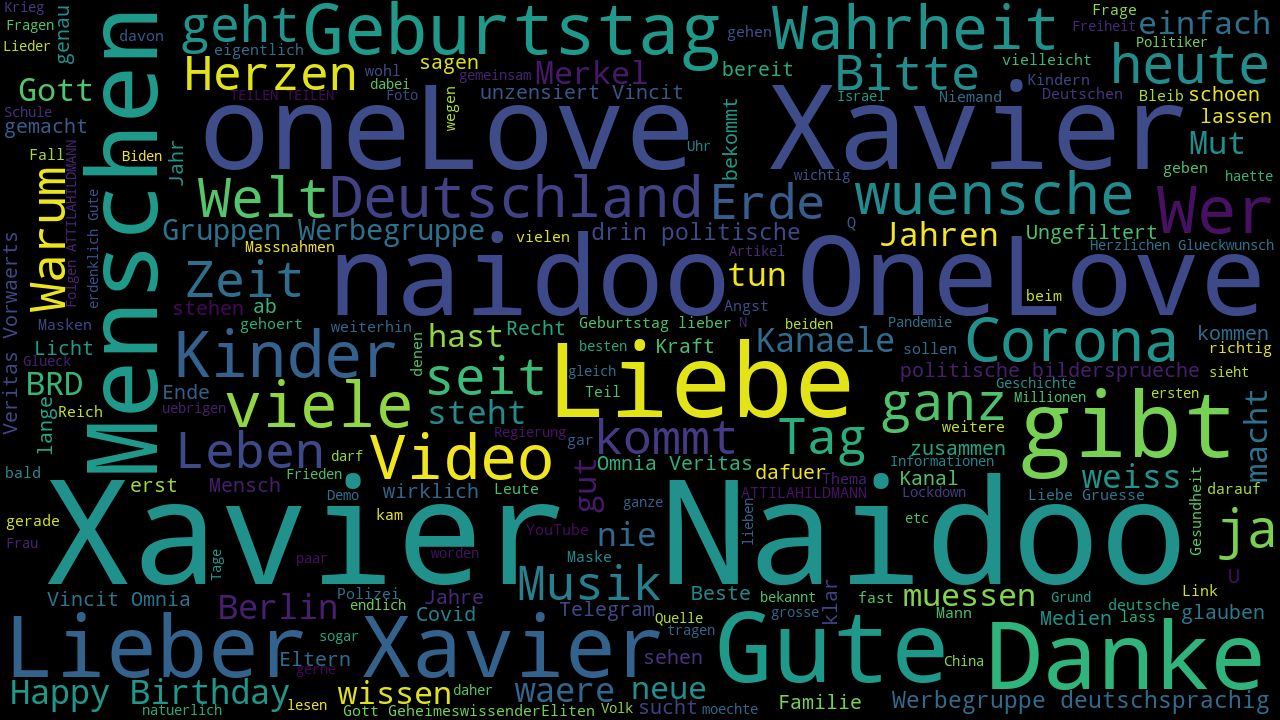 Krieg
Fragen
Lieder
davon
genau
geht
eigentlich
Geburtstag
gehen
Wahrheit
Frage
Freiheit
Politiker
einfach
Herzen
wohl
dabei
sagen
gemeinsam
Merkel
bereit
Bitte
vielleicht
heute
Gott
Schule
gemacht
TEILEN TEILEN
Foto
wegen
unzensiert Vincit
Israel
Niemand
Kindern
Deutschen
Bleib
schoen
lassen
Menschen
oneLove Xavier
Uhr
bekommt
Mut
Fall
Biden
Jahr
wichtig
geben
haette
Warum
Folgen ATTILAHILDMANN
erdenklich Gute
Welt
Deutschland
Erde
wuensche
Wer
Veritas Vorwaerts
Gruppen Werbegruppe
Massnahmen
vielen
drin politische
Artikel
Q
Jahren
Ungefiltert
Herzlichen Glueckwunsch
Zeit
naidoo OneLove
tun
beim
Masken
stehen
ab
Angst
Licht
Glueck
gehoert
weiterhin
denen
hast
Recht
Geburtstag lieber
N
beiden
Pandemie
kommen
richtig
Kinder
besten
Kraft
Kanaele
sollen
Corona
BRD
Ende
seit
Liebe
gleich
Teil
politische bildersprueche
sieht
lange
Reich
uebrigen
viele
steht
Geschichte
Millionen
ersten
ganz
weitere
gibt
macht
Leben
Regierung
gar
kommt
Tag
zusammen
bald
darf
Video
Omnia Veritas
dafuer
Thema
Informationen
weiss
erst
Mensch
Frieden
Demo
wirklich
Leute
gut
ganze
ATTILAHILDMANN
Kanal
Lockdown
Liebe Gruesse
Gesundheit
darauf
gerade
Frau
Xavier Naidoo
kam
YouTube
nie
lieben
etc
ja
Tage
paar
worden
Maske
Vincit Omnia
Berlin
Polizei
endlich
Jahre
Covid
Musik
Telegram
Beste
bekannt
grosse
klar
fast
muessen
Mann
Grund
Medien
deutsche
lass
Link
U
glauben
Lieber Xavier
sogar
Eltern
gerne
Quelle
tragen
sehen
Gute
China
Danke
Happy Birthday
natuerlich
lesen
wissen
daher
Gott GeheimeswissenderEliten
waere
Volk
neue
sucht
moechte
Familie
Werbegruppe deutschsprachig